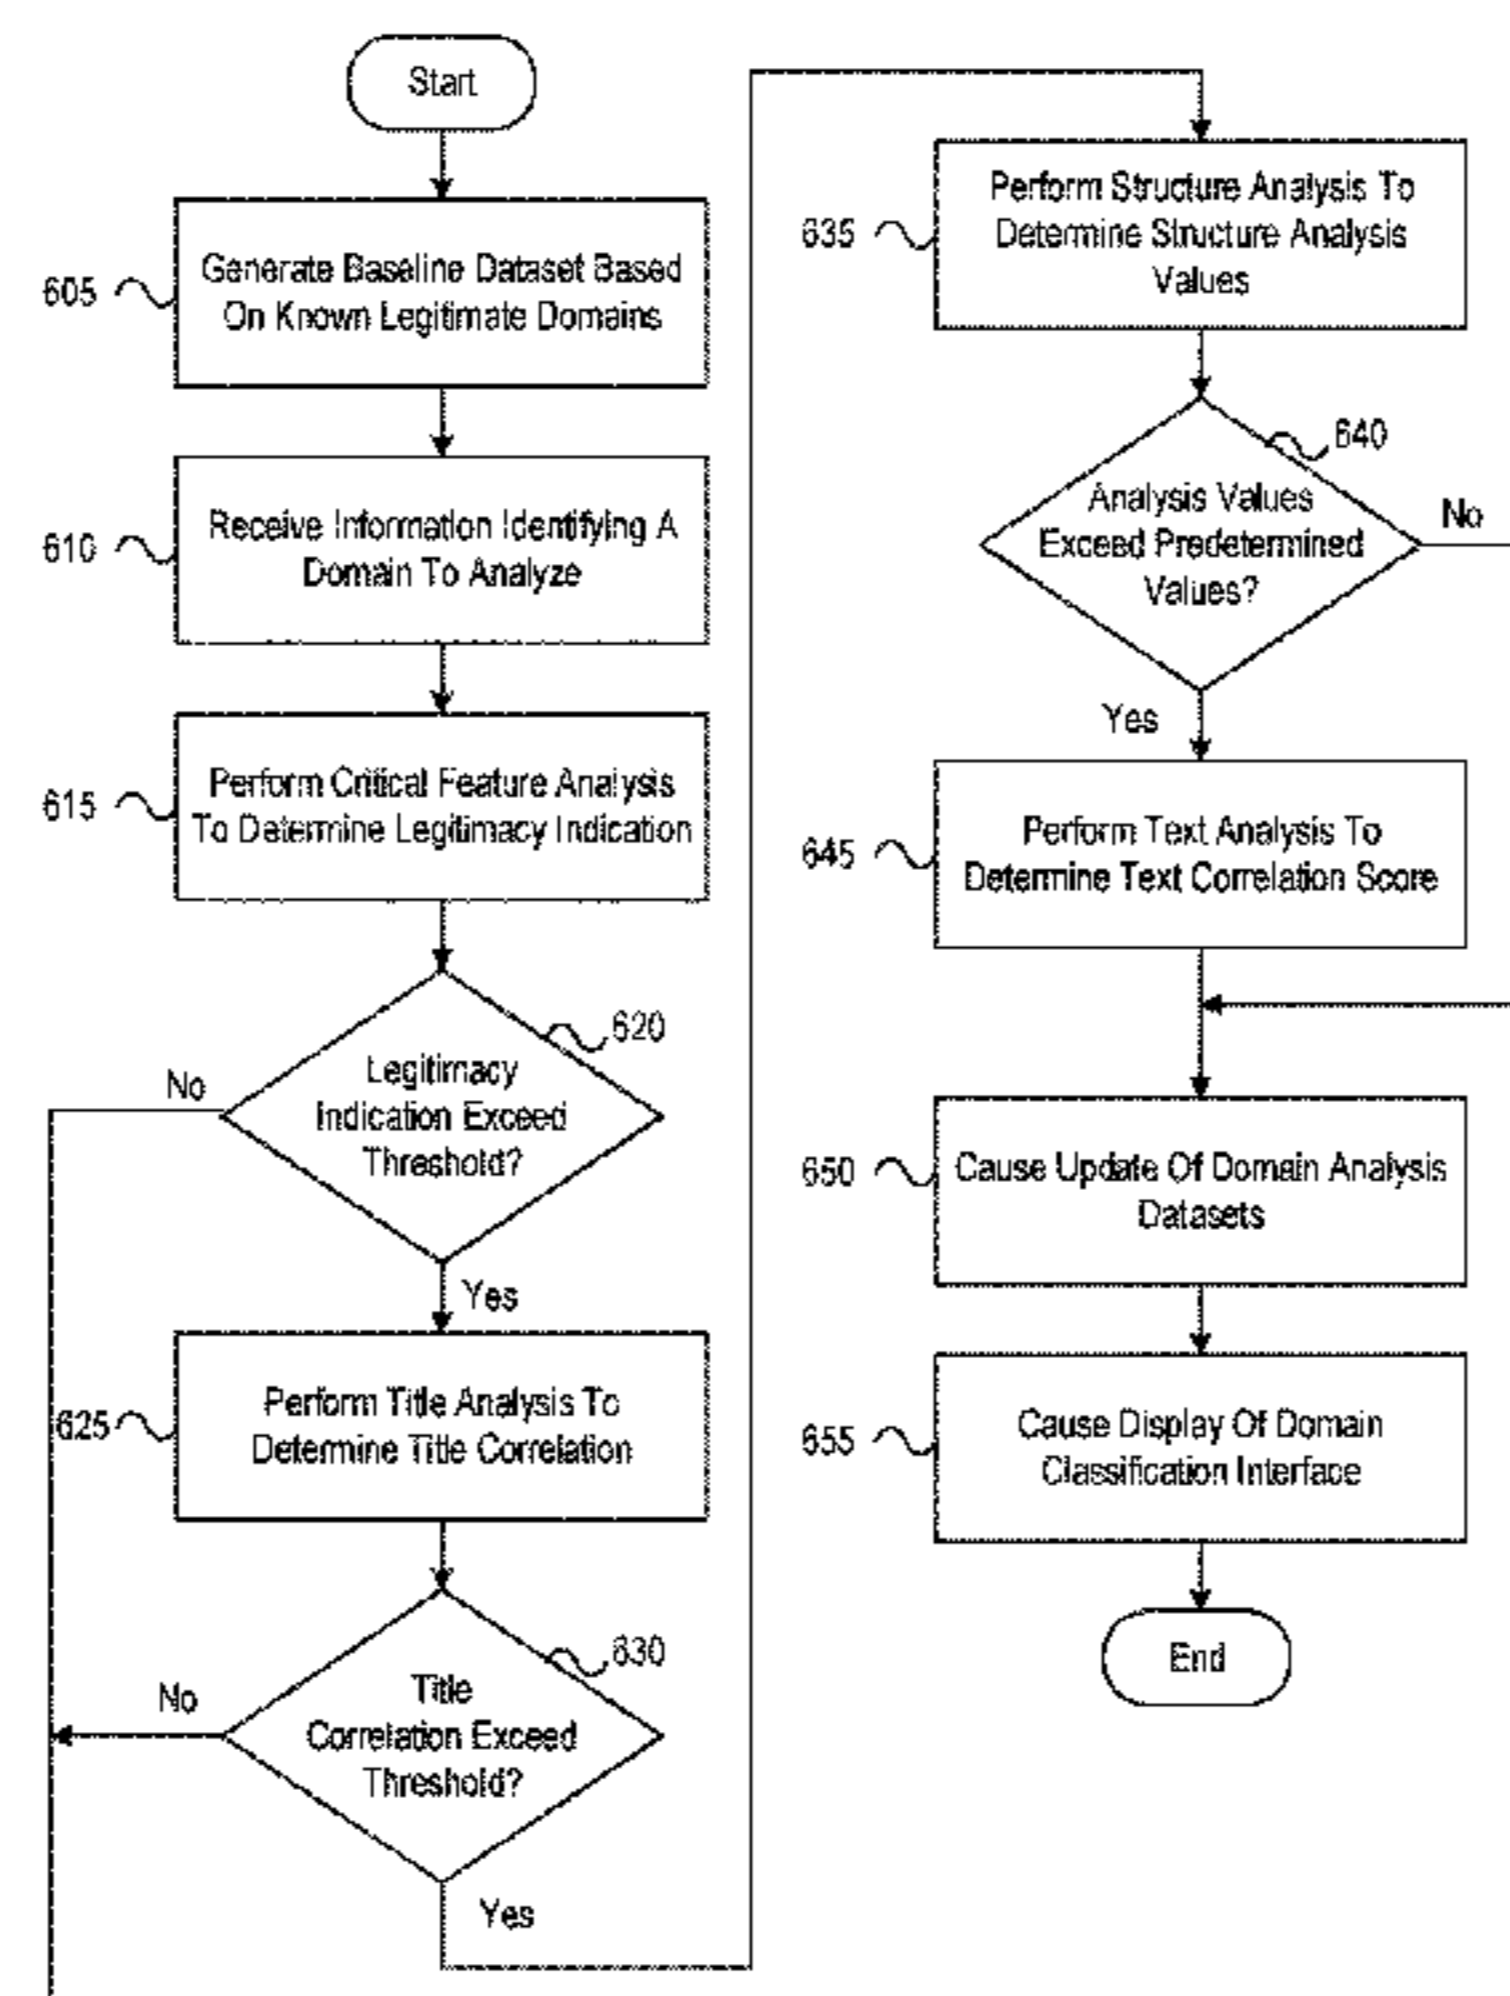 Start
605
Generate Baseline Dataset Based
On Known Legitimate Domains
610
Receive Information Identifying A
Domain To Analyze
615
Perform Critical Feature Analysis
To Determine Legitimacy Indication
620
No
Legitimacy
Indication Exceed
Threshold?
Yes
625
Perform Title Analysis To
Determine Title Correlation
630
No
Title
Correlation Exceed
Threshold?
Yes
635
Perform Structure Analysis To
Determine Structure Analysis
Values
640
Analysis Values
Exceed Predetermined
Values?
No
Yes
645
Perform Text Analysis To
Determine Text Correlation Score
650
Cause Update Of Domain Analysis
Datasets
655
Cause Display Of Domain
Classification Interface
End